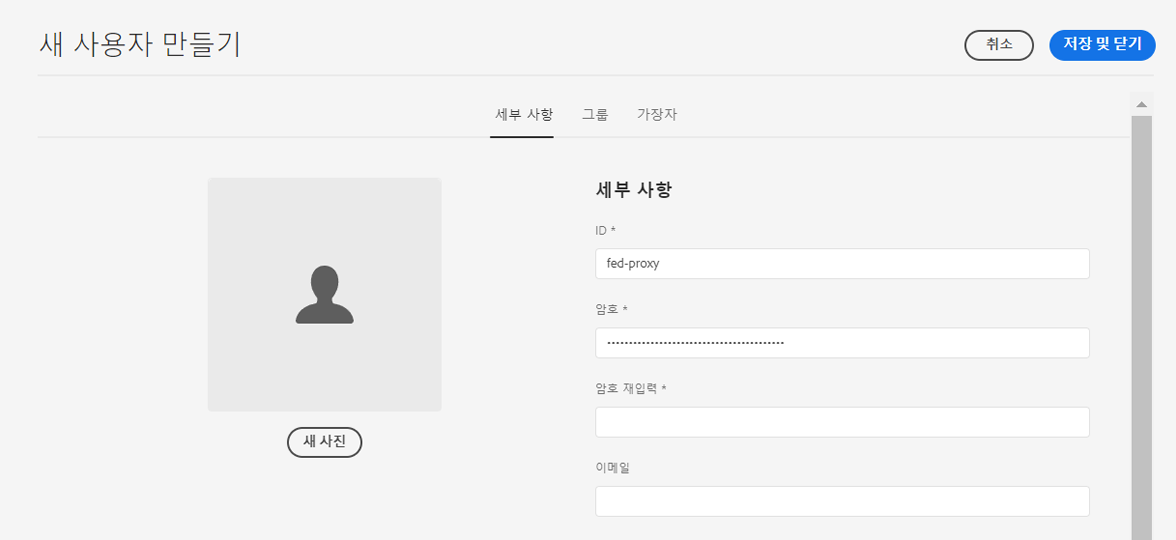 새 사용자 만들기
취소
저장 및 닫기
세부 사항
그룹
가장자
세부 사항
ID *
fed-proxy
암호 *
암호 재입력 *
이메일
새 사진